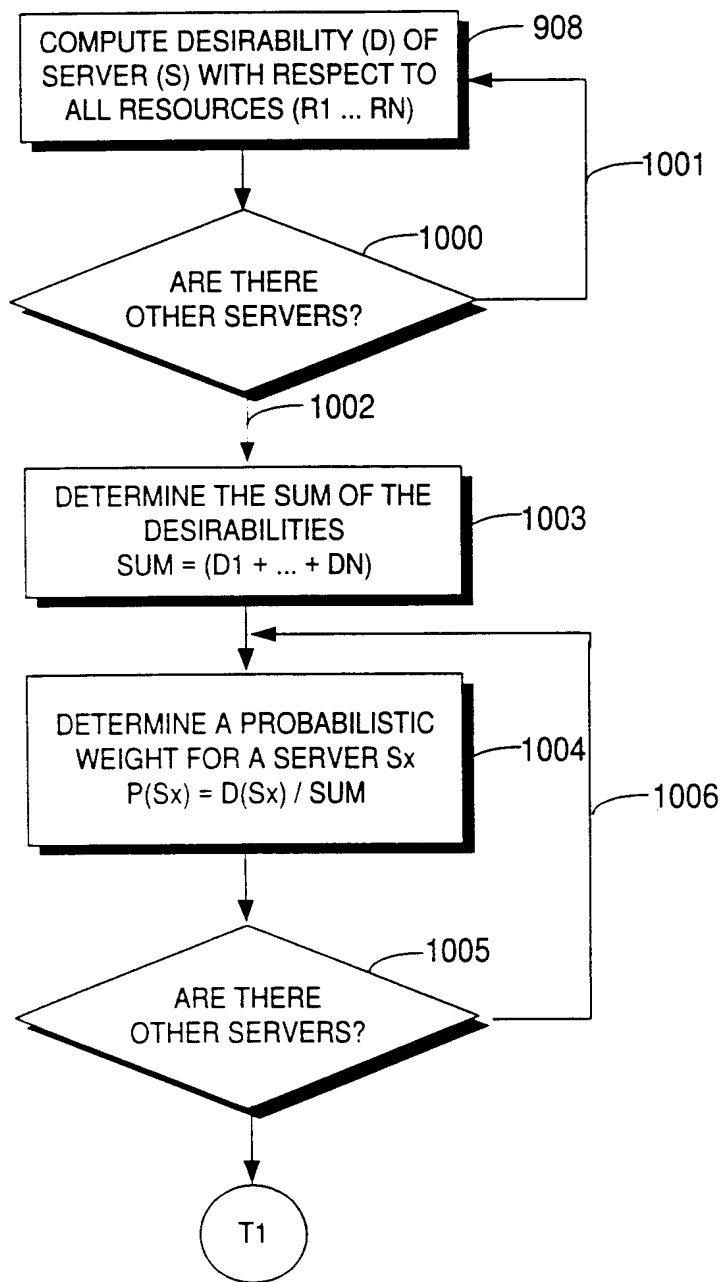 COMPUTE DESIRABILITY (D) OF
SERVER (S) WITH RESPECT TO
ALL RESOURCES (R1 ... RN)
908
1001
1000
ARE THERE
OTHER SERVERS?
1002
DETERMINE THE SUM OF THE
DESIRABILITIES
SUM = (D1 + ... + DN)
1003
DETERMINE A PROBABILISTIC
WEIGHT FOR A SERVER Sx
P(Sx) = D(Sx) / SUM
1004
1006
1005
ARE THERE
OTHER SERVERS?
T1